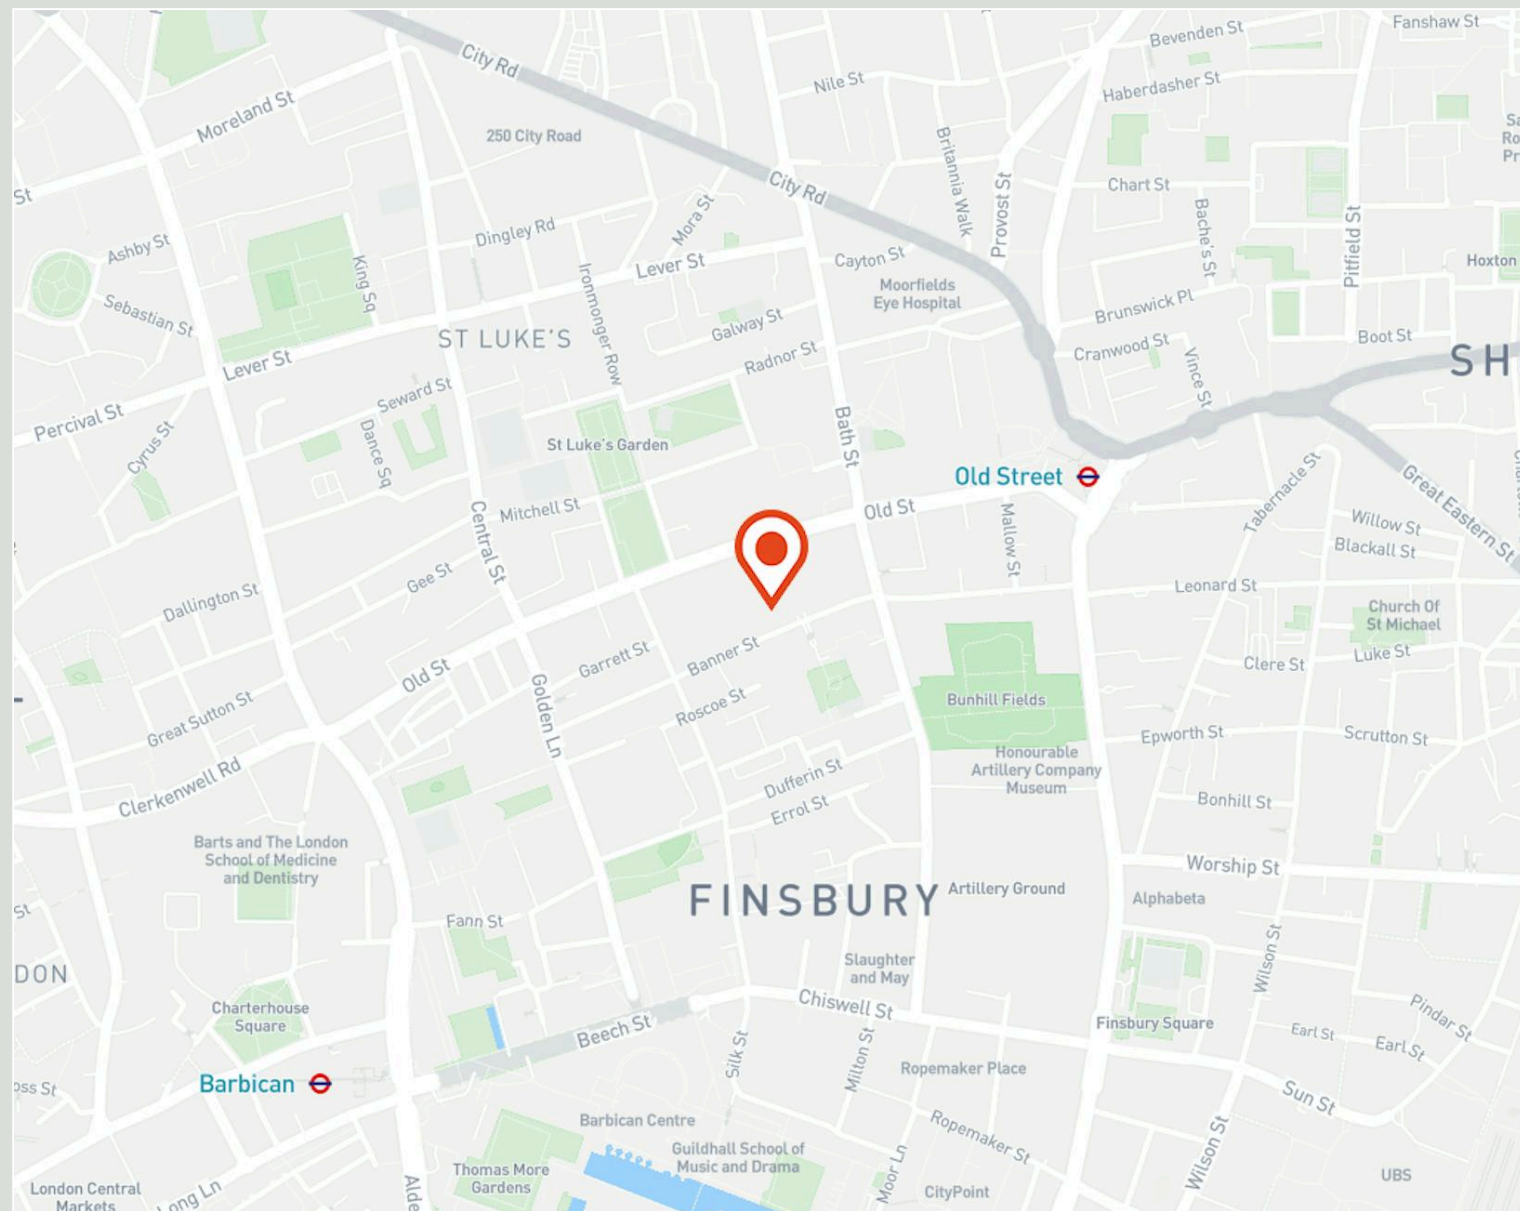 City Rd
Bevenden St
Fanshaw St
Nile St
Haberdasher St
Moreland St
250 City Road
Britannia Walk
City Rd
Provost St
Chart St
Bache's St
Pitfield St
St
Mora St
Dingley Rd
Ashby St
King Sq
Ironmonger Row
Lever St
Cayton St
Hoxton
Moorfields
Eye Hospital
Sebastian St
Brunswick Pl
Galway St
ST LUKE'S
Boot St
Cranwood St
Vince St
SH
Radnor St
Lever St
Seward St
Percival St
Cyrus St
Dance Sq
St Luke's Garden
Bath St
Old Street
Tabernacle St
Great Eastern St
Mitchell St
Central St
Old St
Mallow St
Willow St
Blackall St
Gee St
Dallington St
Leonard St
Church Of
St Michael
Banner St
Garrett St
Clere St
Luke St
Old St
Roscoe St
Bunhill Fields
Golden Ln
Great Sutton St
Epworth St
Scrutton St
Honourable
Artillery Company
Museum
Clerkenwell Rd
Dufferin St
Errol St
Bonhill St
Barts and The London
School of Medicine
and Dentistry
Worship St
FINSBURY
Artillery Ground
Alphabeta
St
Fann St
Wilson St
DON
Slaughter
and May
Charterhouse
Square
Chiswell St
Pindar St
Beech St
Finsbury Square
Earl St
Earl St
Silk St
Milton St
Ropemaker Place
Barbican
oss St
Sun St
Barbican Centre
Ropemaker St
Guildhall School of
Music and Drama
Wilson St
Thomas More
Gardens
Moor Ln
CityPoint
UBS
London Central
Markets
Long Ln
Alde